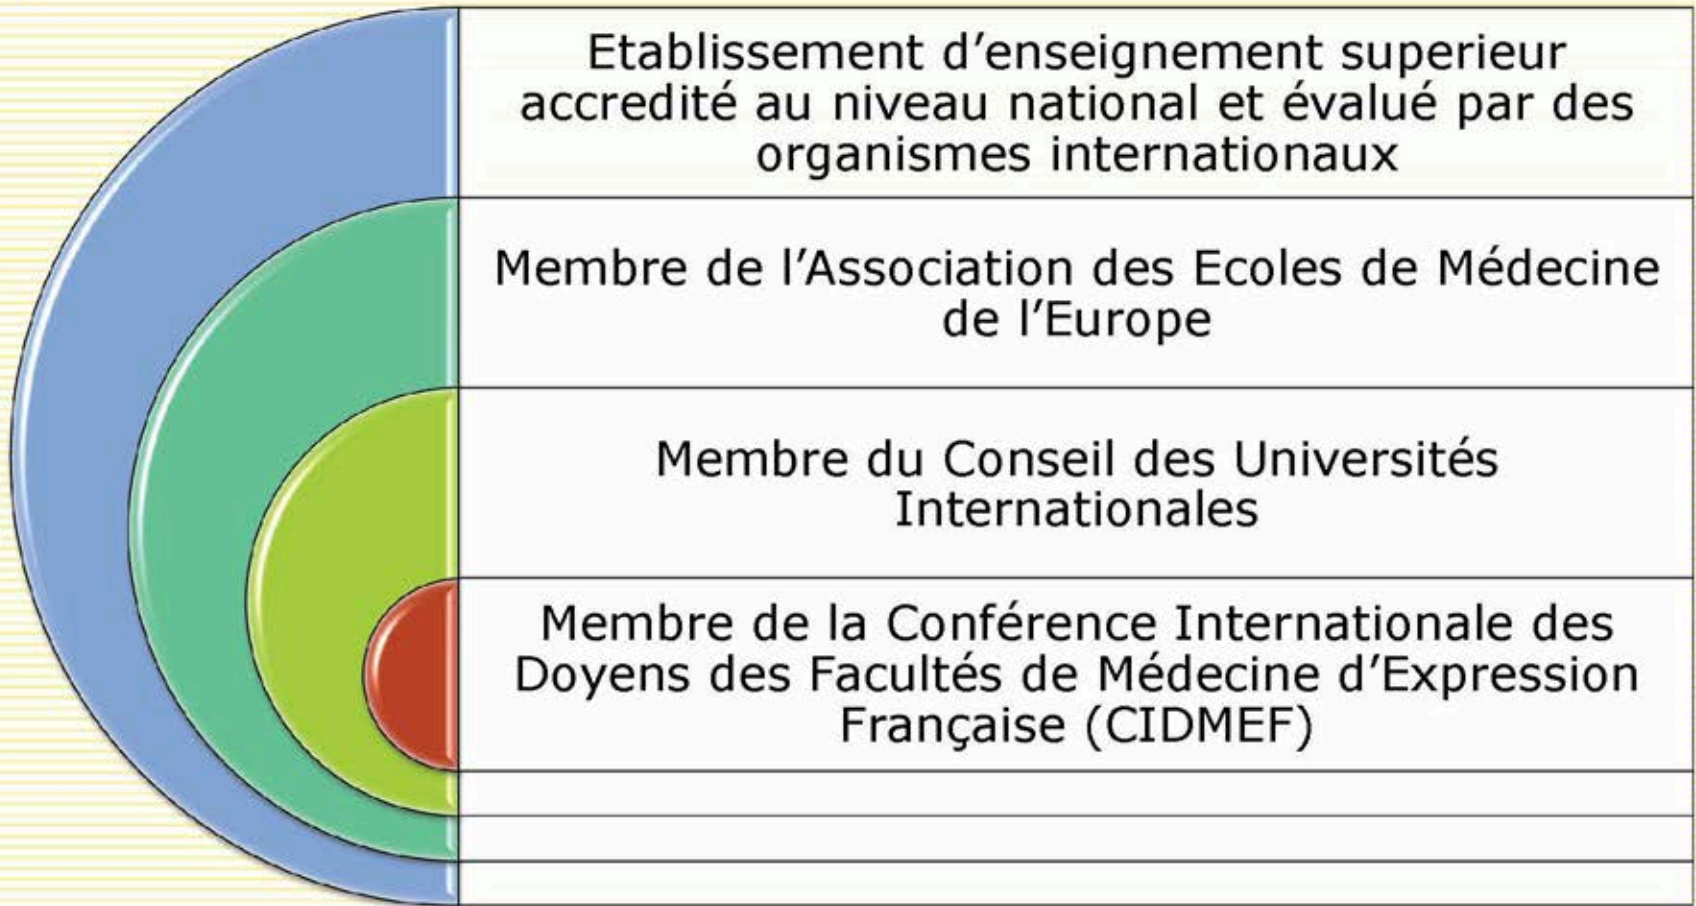 Etablissement d’enseignement superieur
accredité au niveau national et évalué par des
organismes internationaux
Membre de l’Association des Ecoles de Médecine
de l’Europe
Membre du Conseil des Universités
Internationales
Membre de la Conférence Internationale des
Doyens des Facultés de Médecine d’Expression
Française (CIDMEF)